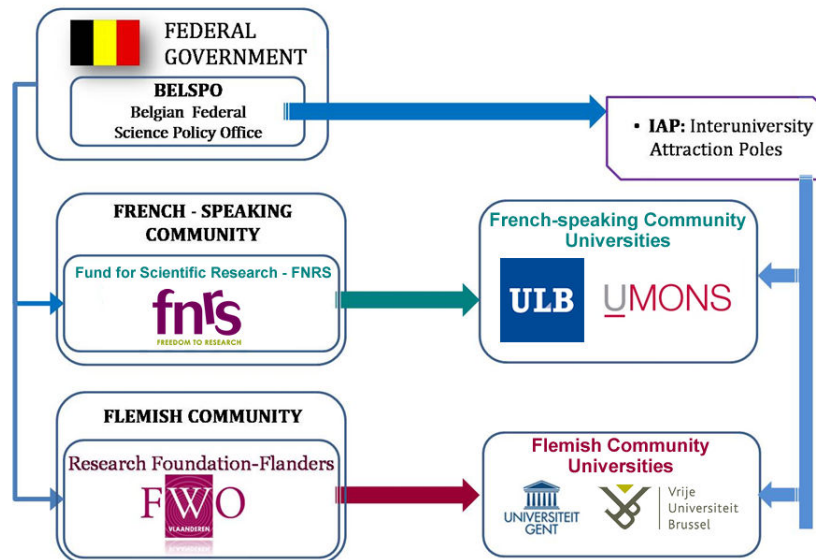 FEDERAL
GOVERNMENT
BELSPO
Belgian Federal
Science Policy Office
• IAP: Interuniversity
Attraction Poles
FRENCH - SPEAKING
COMMUNITY
Fund for Scientific Research - FNRS
fnrs
FREEDOM TO RESEARCH
French-speaking Community
Universities
ULB
UMONS
FLEMISH COMMUNITY
Research Foundation-Flanders
FWO
VLAANDEREN
Flemish Community
Universities
UNIVERSITEIT
GENT
Vrije
Universiteit
Brussel